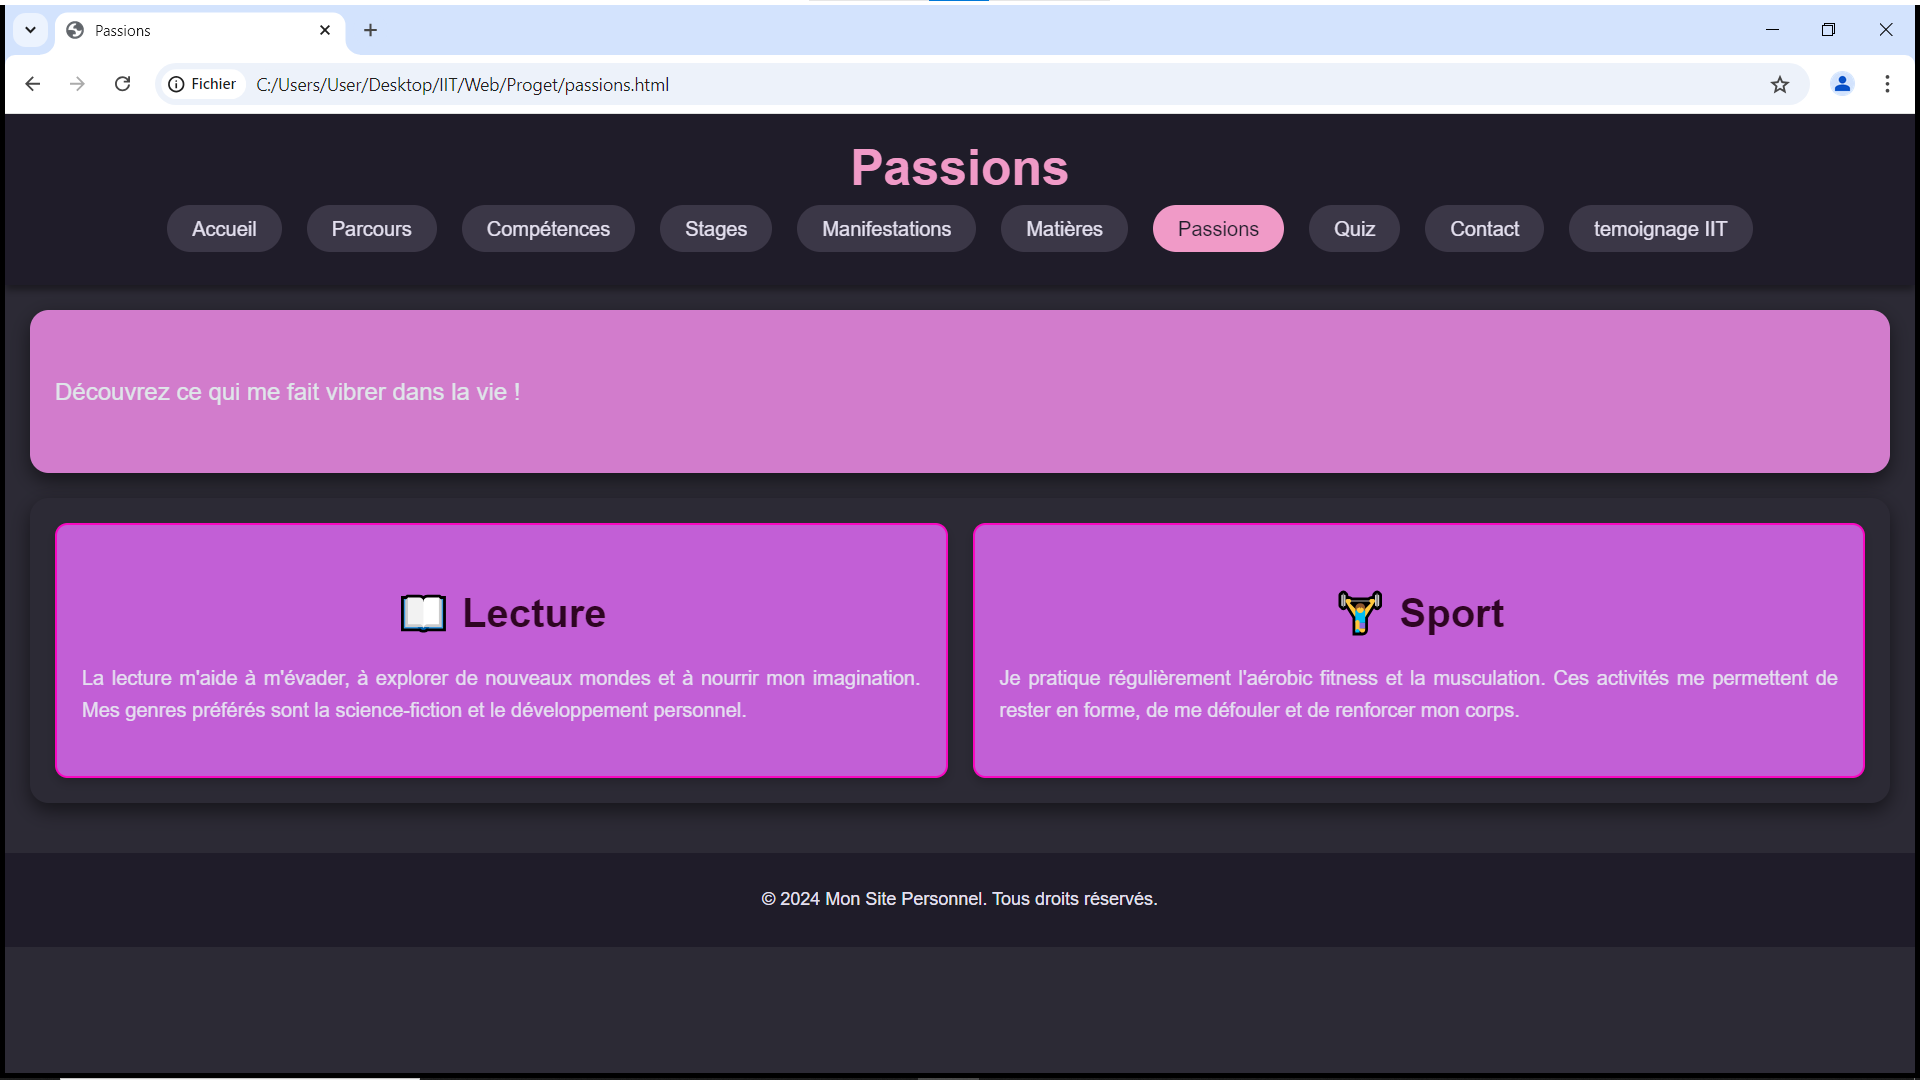 Passions
Fichier C:/Users/User/Desktop/IIT/Web/Proget/passions.html
Passions
Accueil Parcours Compétences Stages Manifestations Matières Passions Quiz Contact temoignage IIT
Découvrez ce qui me fait vibrer dans la vie !
📖 Lecture
La lecture m'aide à m'évader, à explorer de nouveaux mondes et à nourrir mon imagination.
Mes genres préférés sont la science-fiction et le développement personnel.
🏋️ Sport
Je pratique régulièrement l'aérobic fitness et la musculation. Ces activités me permettent de
rester en forme, de me défouler et de renforcer mon corps.
© 2024 Mon Site Personnel. Tous droits réservés.